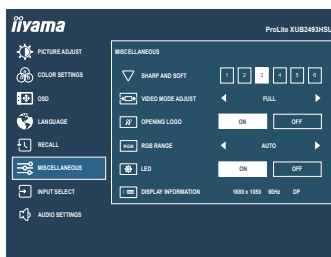 iiyama
ProLite XUB2493HSU
PICTURE ADJUST
COLOR SETTINGS
OSD
LANGUAGE
RECALL
MISCELLANEOUS
INPUT SELECT
AUDIO SETTINGS
MISCELLANEOUS
SHARP AND SOFT 1 2 3 4 5 6
VIDEO MODE ADJUST FULL
OPENING LOGO ON OFF
RGB RGB RANGE AUTO
LED ON OFF
DISPLAY INFORMATION 1680 x 1050 60Hz DP